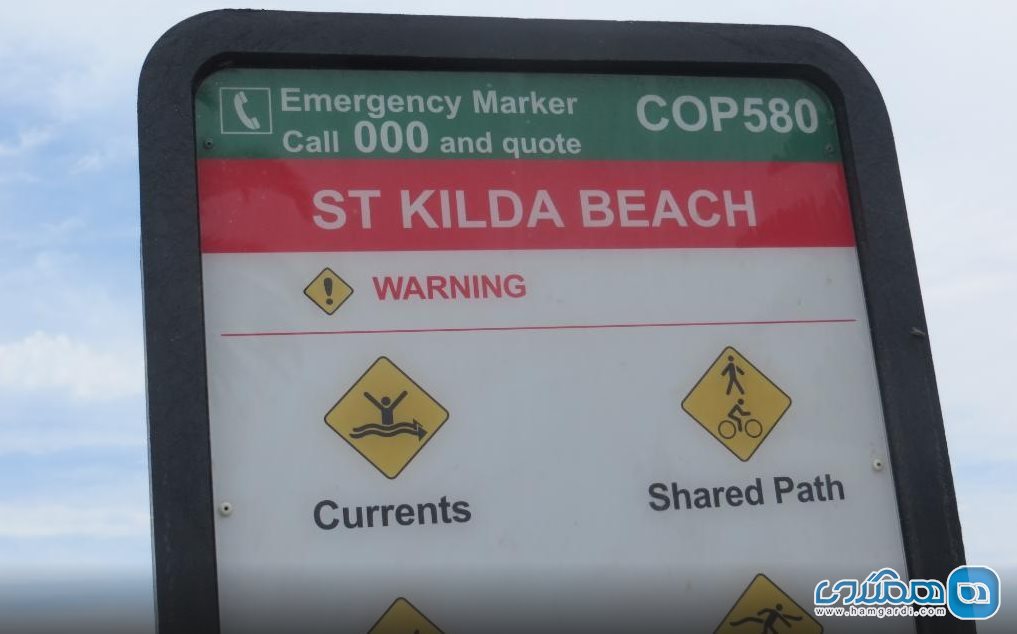 Emergency Marker
Call 000 and quote
COP580
ST KILDA BEACH
WARNING
Currents
Shared Path
همگردی
www.hamgardi.com